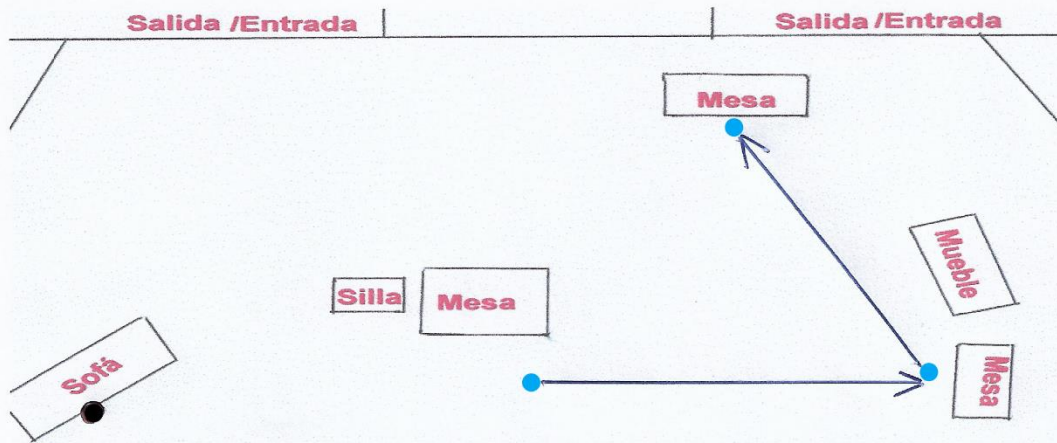 Salida /Entrada
Salida /Entrada
Mesa
Mueble
Silla
Mesa
Sofá
Mesa